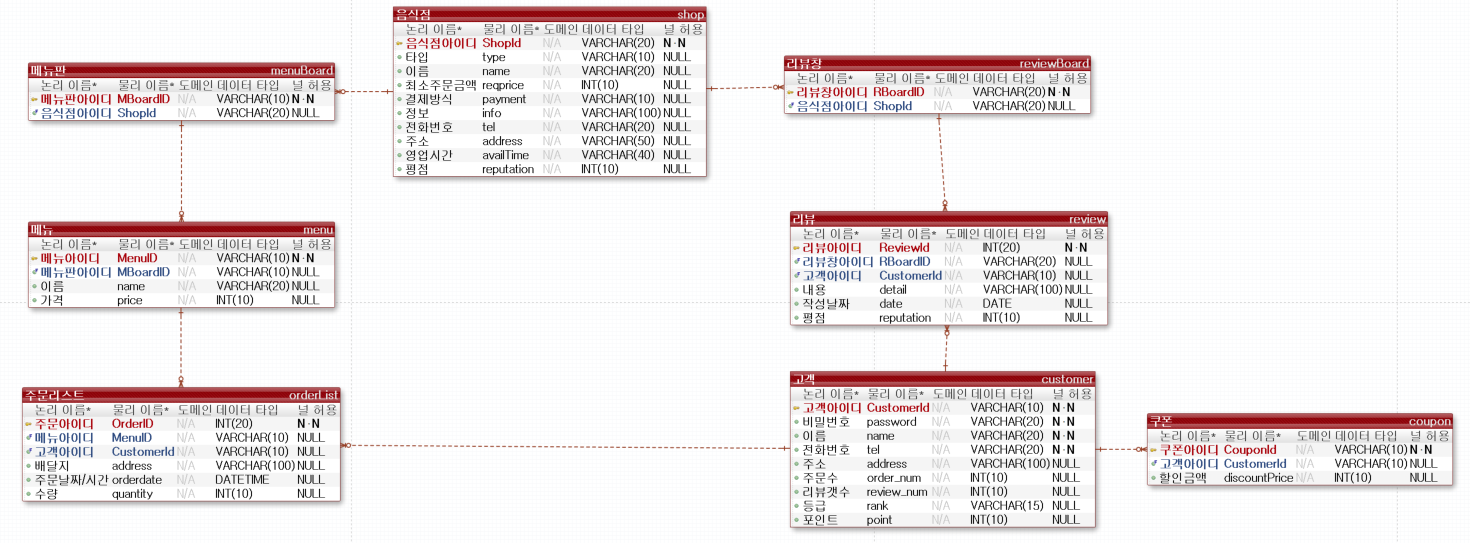 음식점 shop
논리 이름* 물리 이름* 도메인 데이터 타입 널 허용
음식점아이디 ShopId N/A VARCHAR(20) N·N
타입 type N/A VARCHAR(10) NULL
이름 name N/A VARCHAR(20) NULL
최소주문금액 reqprice N/A INT(10) NULL
결제방식 payment N/A VARCHAR(10) NULL
정보 info N/A VARCHAR(100) NULL
전화번호 tel N/A VARCHAR(20) NULL
주소 address N/A VARCHAR(50) NULL
영업시간 availTime N/A VARCHAR(40) NULL
평점 reputation N/A INT(10) NULL
메뉴판 menuBoard
논리 이름* 물리 이름* 도메인 데이터 타입 널 허용
메뉴판아이디 MBoardID N/A VARCHAR(10) N·N
음식점아이디 ShopId N/A VARCHAR(20) NULL
리뷰창 reviewBoard
논리 이름* 물리 이름* 도메인 데이터 타입 널 허용
리뷰창아이디 RBoardID N/A VARCHAR(20) N·N
음식점아이디 ShopId N/A VARCHAR(20) NULL
메뉴 menu
논리 이름* 물리 이름* 도메인 데이터 타입 널 허용
메뉴아이디 MenuID N/A VARCHAR(10) N·N
메뉴판아이디 MBoardID N/A VARCHAR(10) NULL
이름 name N/A VARCHAR(20) NULL
가격 price N/A INT(10) NULL
리뷰 review
논리 이름* 물리 이름* 도메인 데이터 타입 널 허용
리뷰아이디 ReviewId N/A INT(20) N·N
리뷰창아이디 RBoardID N/A VARCHAR(20) NULL
고객아이디 CustomerId N/A VARCHAR(10) NULL
내용 detail N/A VARCHAR(100) NULL
작성날짜 date N/A DATE NULL
평점 reputation N/A INT(10) NULL
주문리스트 orderList
논리 이름* 물리 이름* 도메인 데이터 타입 널 허용
주문아이디 OrderID N/A INT(20) N·N
메뉴아이디 MenuID N/A VARCHAR(10) NULL
고객아이디 CustomerId N/A VARCHAR(10) NULL
배달지 address N/A VARCHAR(100) NULL
주문날짜/시간 orderdate N/A DATETIME NULL
수량 quantity N/A INT(10) NULL
고객 customer
논리 이름* 물리 이름* 도메인 데이터 타입 널 허용
고객아이디 CustomerId N/A VARCHAR(10) N·N
비밀번호 password N/A VARCHAR(20) N·N
이름 name N/A VARCHAR(20) N·N
전화번호 tel N/A VARCHAR(20) N·N
주소 address N/A VARCHAR(100) NULL
주문수 order_num N/A INT(10) NULL
리뷰갯수 review_num N/A INT(10) NULL
등급 rank N/A VARCHAR(15) NULL
포인트 point N/A INT(10) NULL
쿠폰 coupon
논리 이름* 물리 이름* 도메인 데이터 타입 널 허용
쿠폰아이디 CouponId N/A VARCHAR(10) N·N
고객아이디 CustomerId N/A VARCHAR(10) NULL
할인금액 discountPrice N/A INT(10) NULL